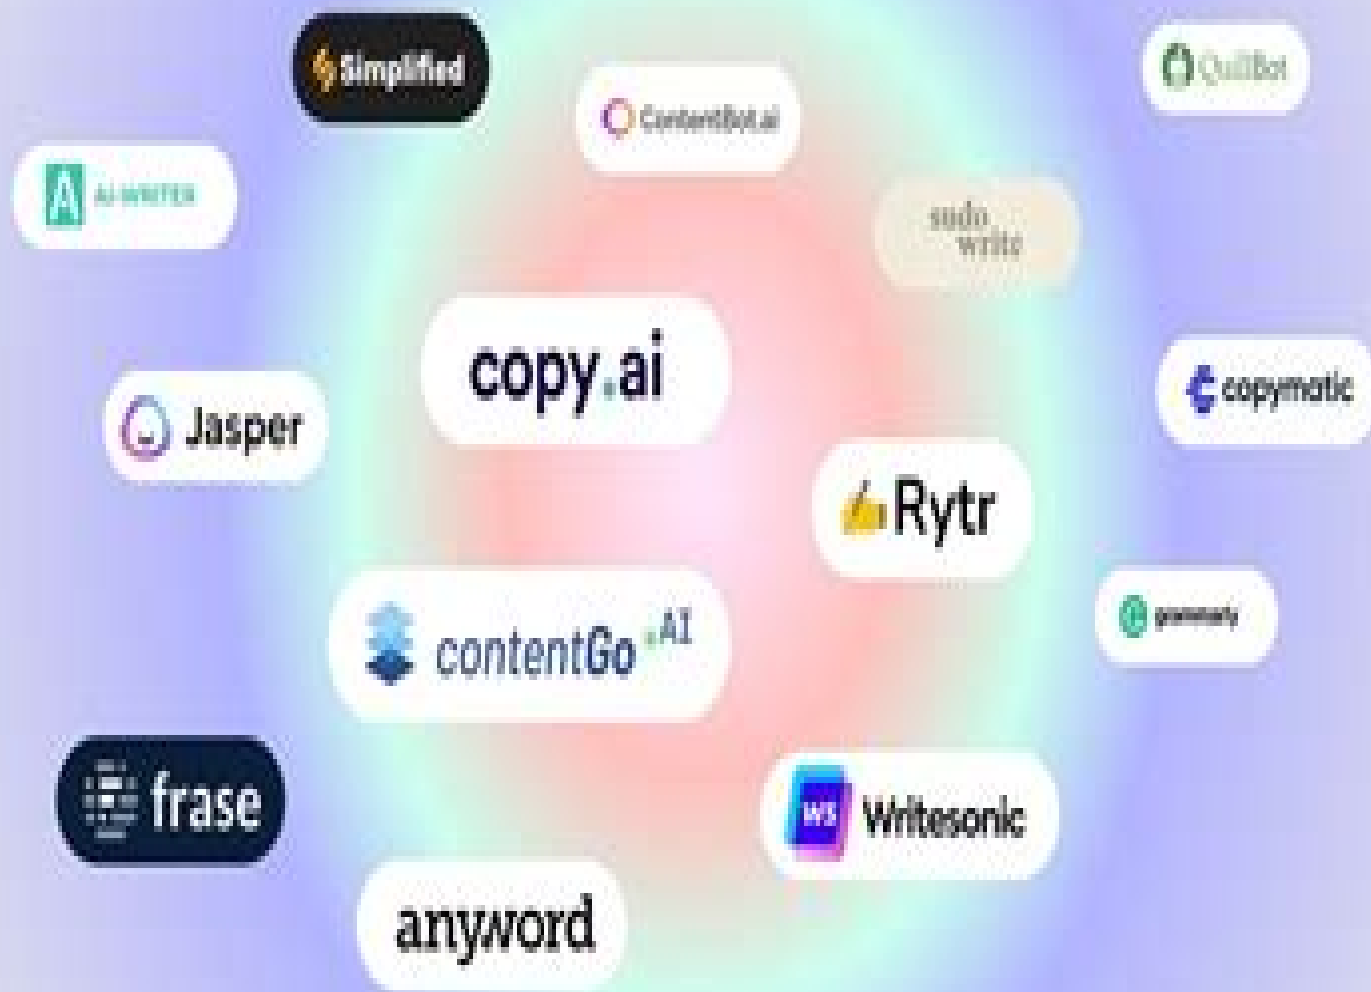 Simplified
ContentBot.ai
QuillBot
AI-WRITER
sudo
write
copy.ai
copymatic
Jasper
Rytr
contentGo.AI
grammarly
frase
WS Writesonic
anyword